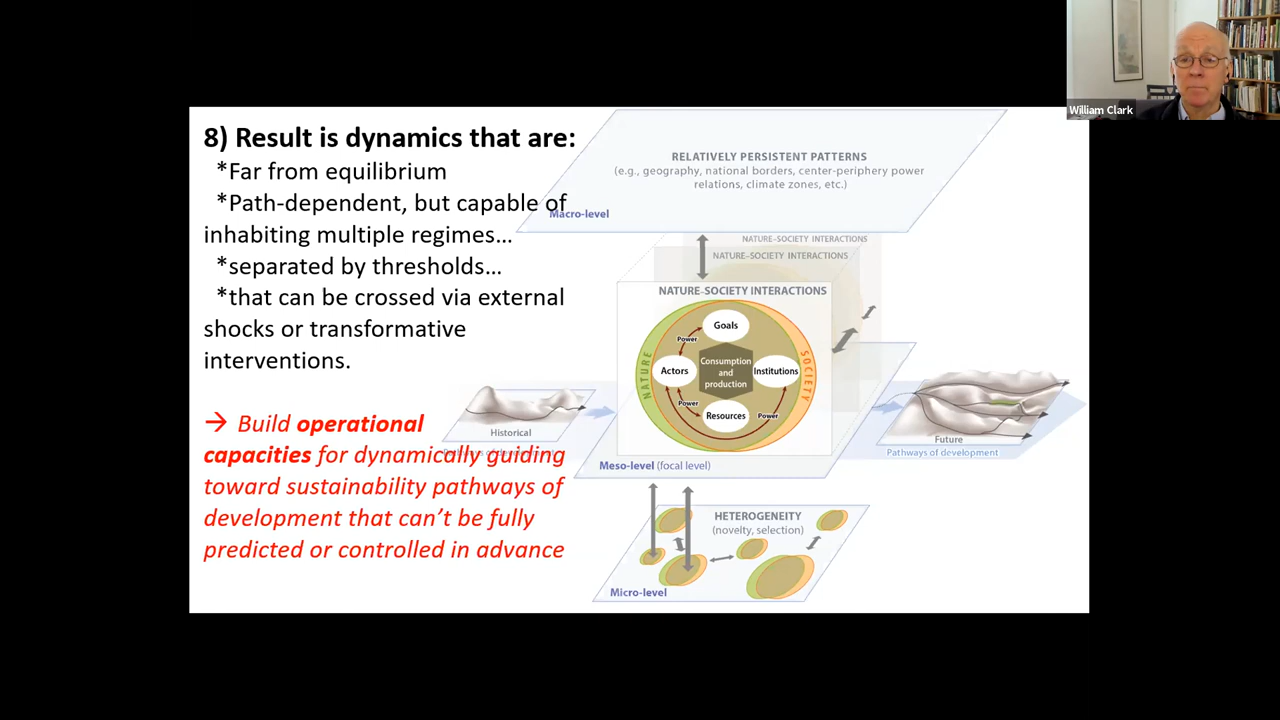 William Clark
8) Result is dynamics that are:
*Far from equilibrium
*Path-dependent, but capable of
inhabiting multiple regimes…
*separated by thresholds…
*that can be crossed via external
shocks or transformative
interventions.
→ Build operational
capacities for dynamically guiding
toward sustainability pathways of
development that can’t be fully
predicted or controlled in advance
RELATIVELY PERSISTENT PATTERNS
(e.g., geography, national borders, center-periphery power
relations, climate zones, etc.)
Macro-level
NATURE–SOCIETY INTERACTIONS
NATURE–SOCIETY INTERACTIONS
NATURE–SOCIETY INTERACTIONS
Goals
Power
NATURE
Actors
Consumption
and
production
Institutions
SOCIETY
Power
Resources
Power
Historical
Future
Pathways of development
Meso-level (focal level)
HETEROGENEITY
(novelty, selection)
Micro-level